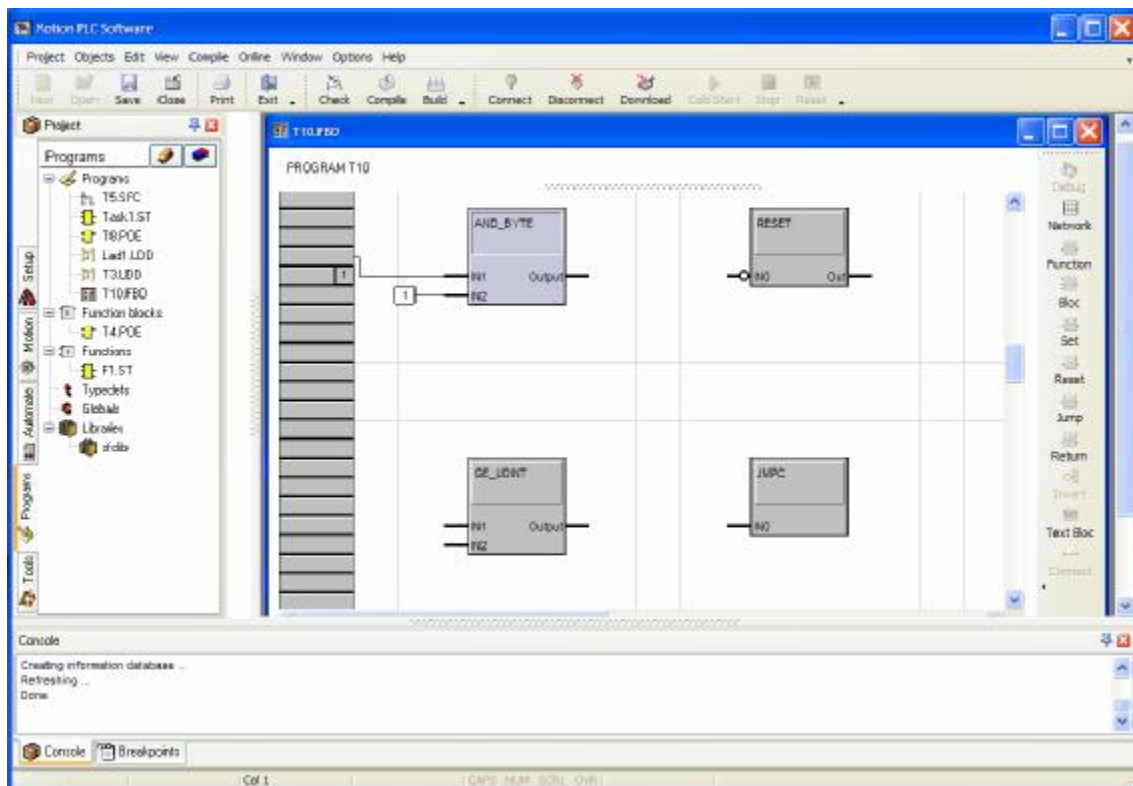 Motion PLC Software
Project Objects Edit View Compile Online Window Options Help
New Open Save Close Print Exit Check Compile Build Connect Disconnect Download Cold Start Stop Reset
Project
Programs
Programs
T5.SFC
Task1.ST
T8.POE
Lad1.LDD
T3.LDD
T10.FBD
Function blocks
T4.POE
Functions
F1.ST
Typedefs
Globals
Libraries
Setup
Motion
Automate
Programs
Tools
T10.FBD
PROGRAM T10
AND_BYTE
IN1 Output
IN2
1
1
RESET
IN0 Out
GE_UDINT
IN1 Output
IN2
JMPC
IN0
Debug
Network
Function
Bloc
Set
Reset
Jump
Return
Invert
Text Bloc
Connect
Console
Creating information database ...
Refreshing ...
Done
Console Breakpoints
Col 1
CAPS NUM SCRL OVR